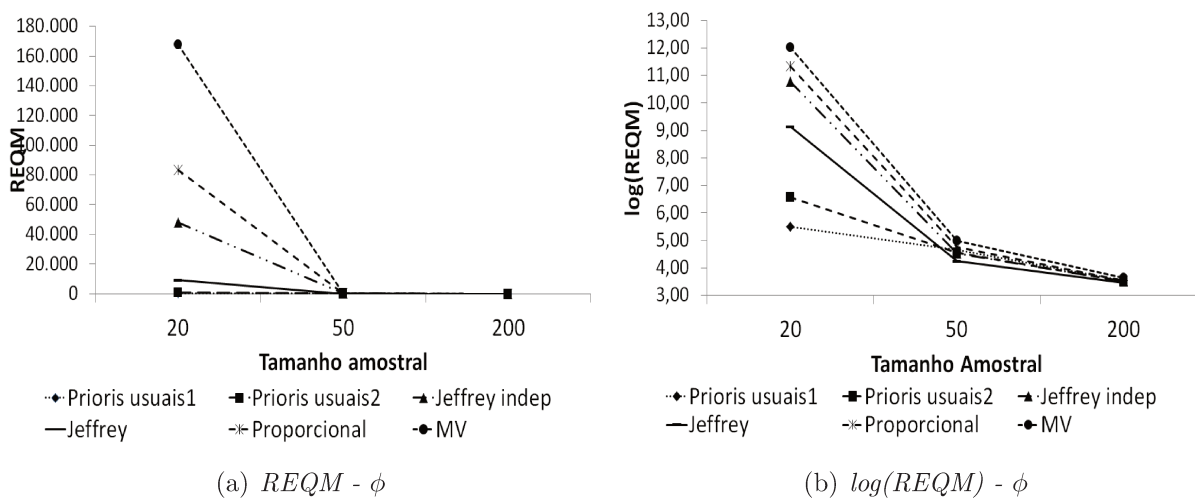 180.000
160.000
140.000
120.000
100.000
80.000
60.000
40.000
20.000
0
REQM
20 50 200
Tamanho amostral
Prioris usuais1 Prioris usuais2 Jeffrey indep
Jeffrey Proporcional MV
(a) REQM - ϕ
13,00
12,00
11,00
10,00
9,00
8,00
7,00
6,00
5,00
4,00
3,00
log(REQM)
20 50 200
Tamanho Amostral
Prioris usuais1 Prioris usuais2 Jeffrey indep
Jeffrey Proporcional MV
(b) log(REQM) - ϕ